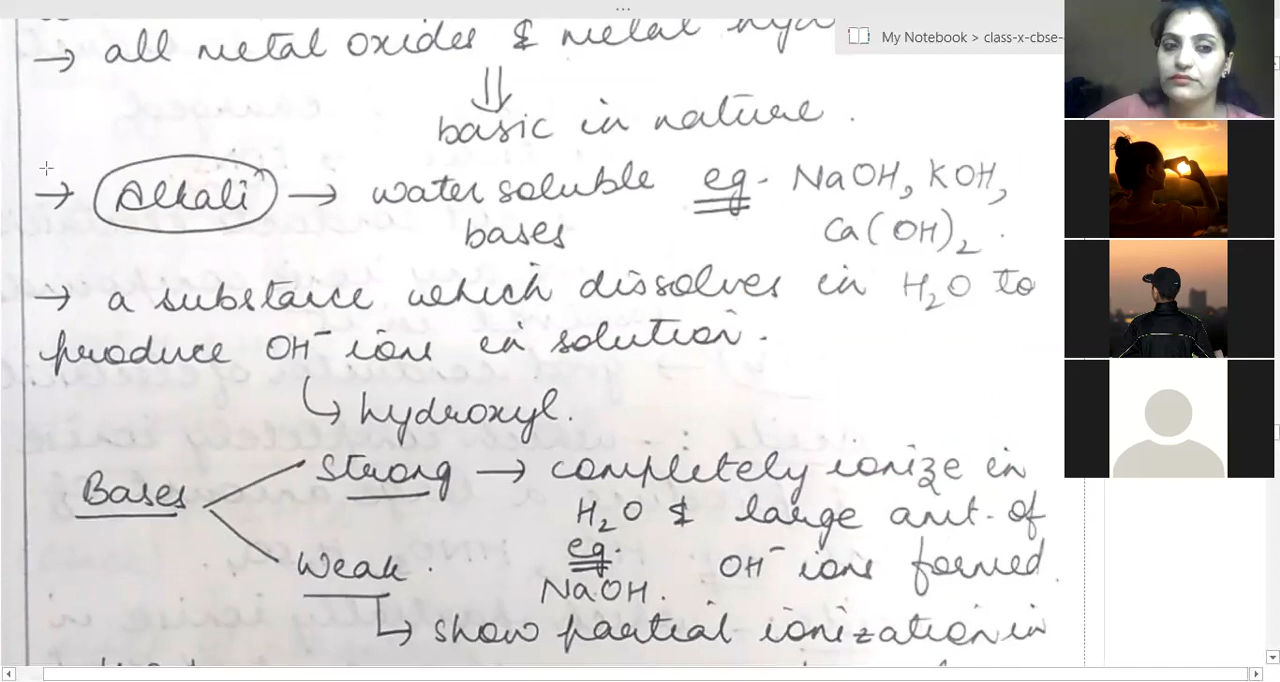 ...
→ all metal oxides & metal hyd
My Notebook > class-x-cbse-
⇓
basic in nature .
→ Alkali → water soluble eg- NaOH, KOH,
bases Ca(OH)₂ .
→ a substance which dissolves in H₂O to
produce OH⁻ ions in solution.
↳ hydroxyl.
Bases
Strong → completely ionize in
H₂O & large amt. of
eg. OH⁻ ions formed.
Weak .
NaOH.
↳ show partial ionization in